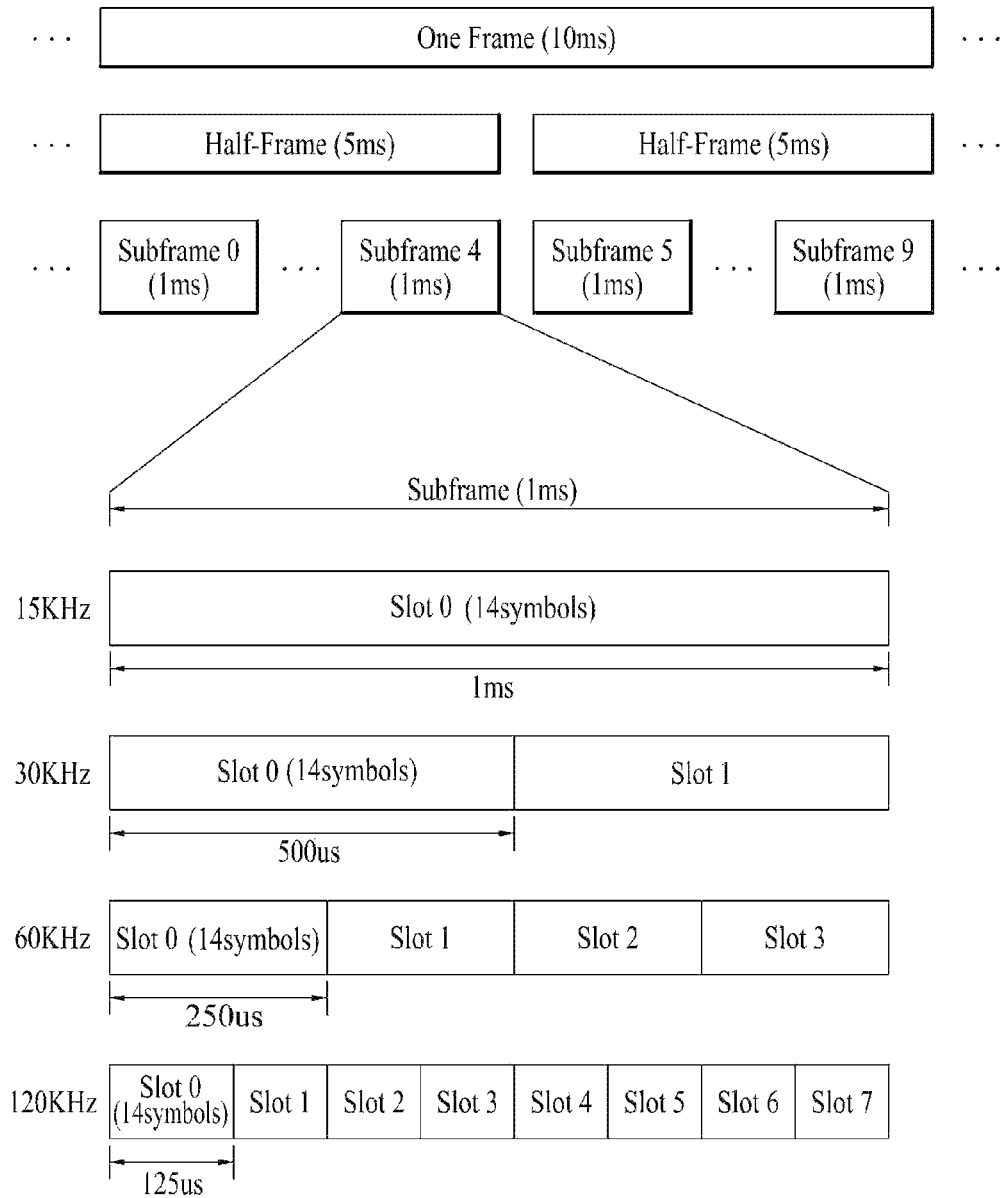 ... One Frame (10ms) ...
... Half-Frame (5ms) Half-Frame (5ms) ...
... Subframe 0 ... Subframe 4 Subframe 5 ... Subframe 9 ...
(1ms) (1ms) (1ms) (1ms)
Subframe (1ms)
15KHz Slot 0 (14symbols)
1ms
30KHz Slot 0 (14symbols) Slot 1
500us
60KHz Slot 0 (14symbols) Slot 1 Slot 2 Slot 3
250us
120KHz Slot 0 (14symbols) Slot 1 Slot 2 Slot 3 Slot 4 Slot 5 Slot 6 Slot 7
125us